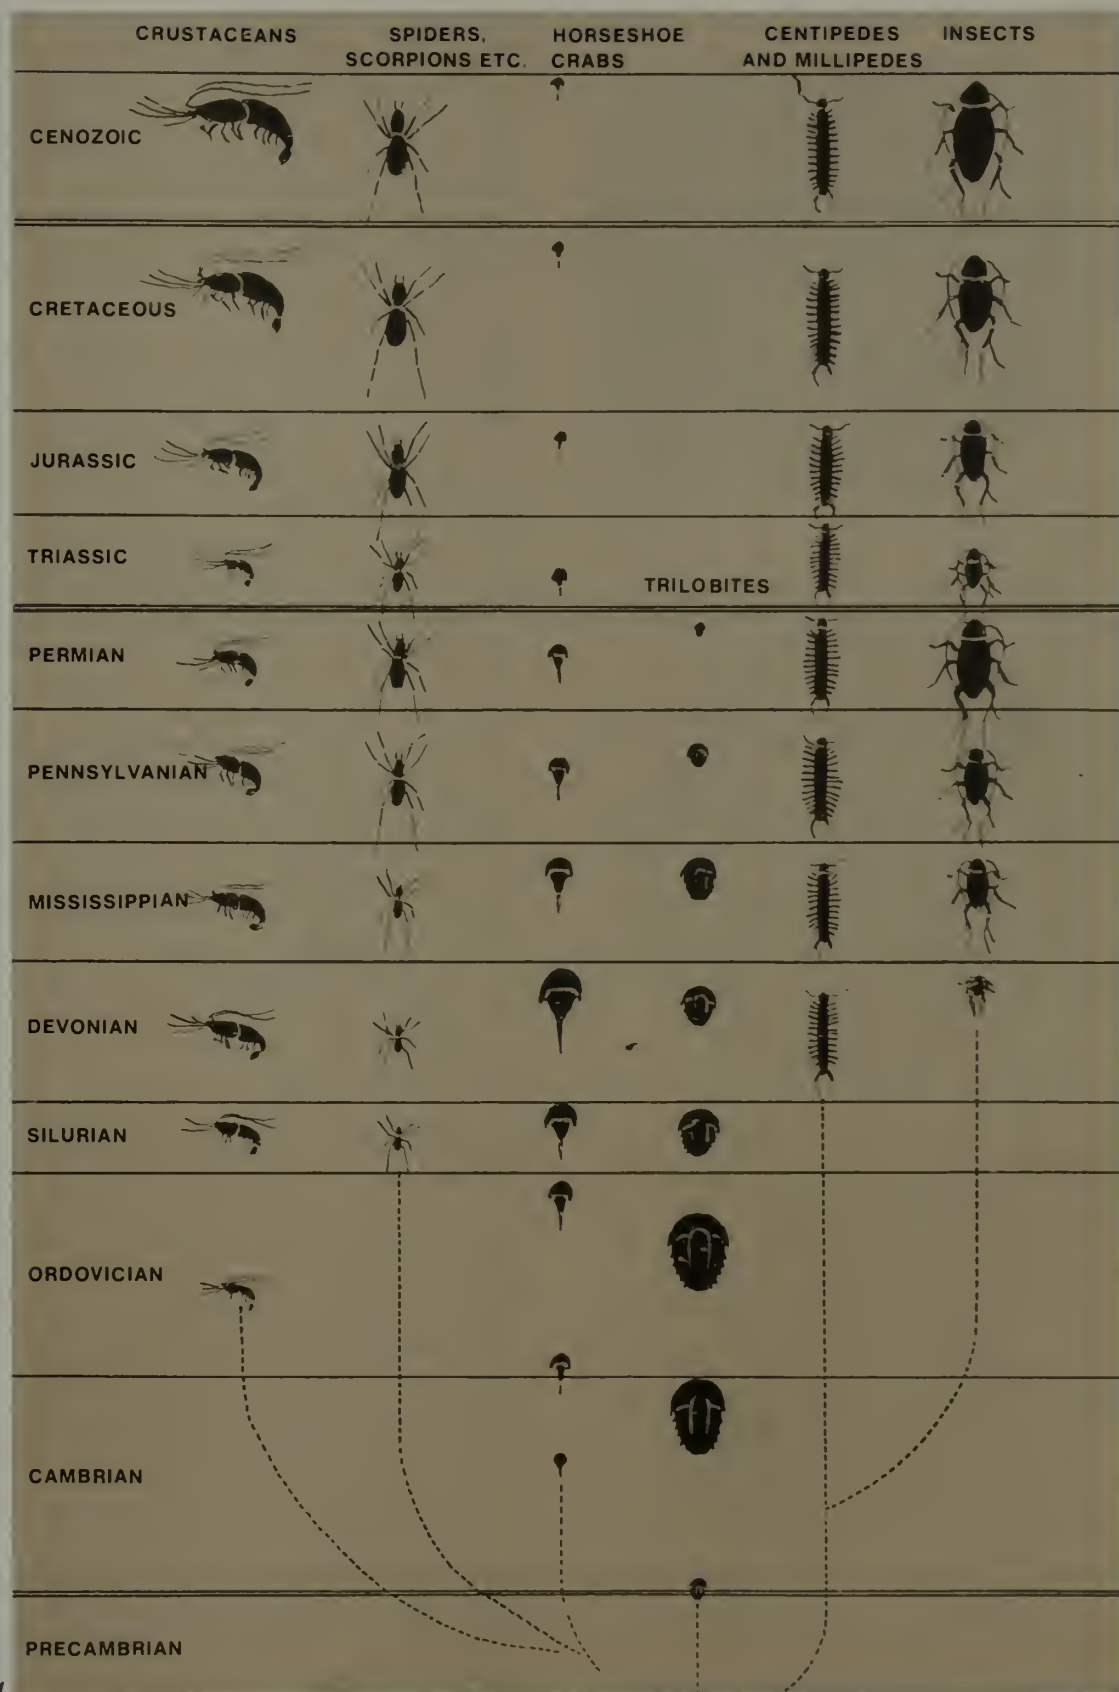 CRUSTACEANS
SPIDERS,
SCORPIONS ETC.
HORSESHOE
CRABS
CENTIPEDES
AND MILLIPEDES
INSECTS
CENOZOIC
CRETACEOUS
JURASSIC
TRIASSIC
TRILOBITES
PERMIAN
PENNSYLVANIAN
MISSISSIPPIAN
DEVONIAN
SILURIAN
ORDOVICIAN
CAMBRIAN
PRECAMBRIAN